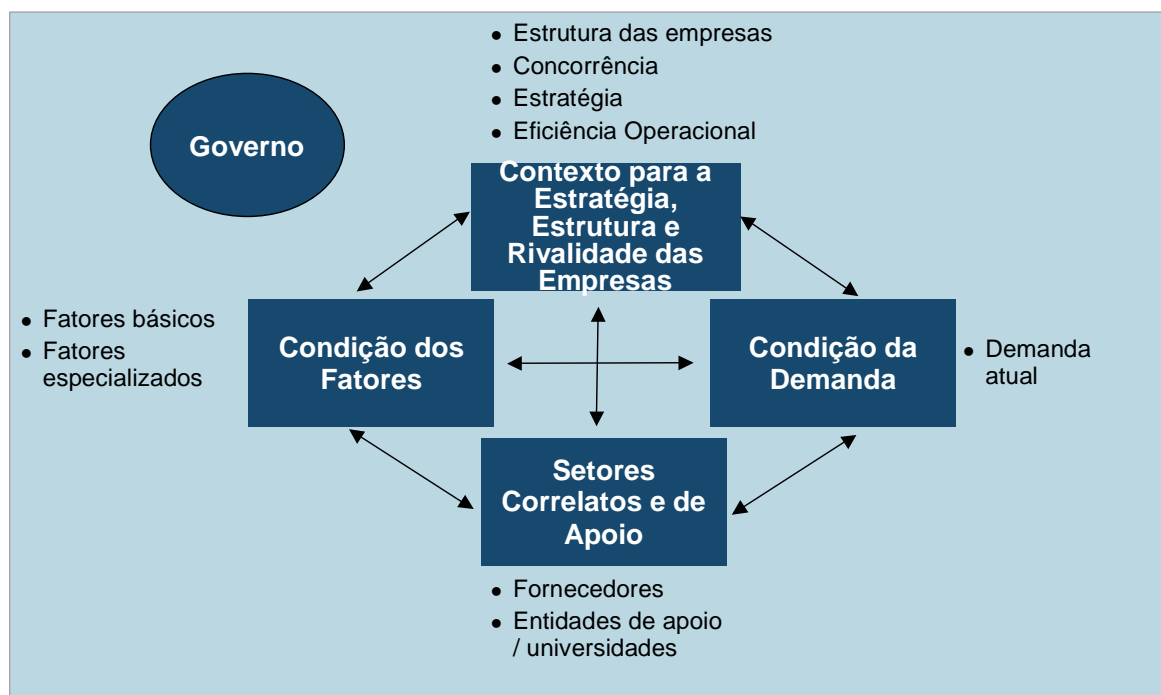 ● Estrutura das empresas
● Concorrência
● Estratégia
● Eficiência Operacional
Governo
Contexto para a
Estratégia,
Estrutura e
Rivalidade das
Empresas
● Fatores básicos
● Fatores
especializados
Condição dos
Fatores
Condição da
Demanda
● Demanda
atual
Setores
Correlatos e de
Apoio
● Fornecedores
● Entidades de apoio
/ universidades